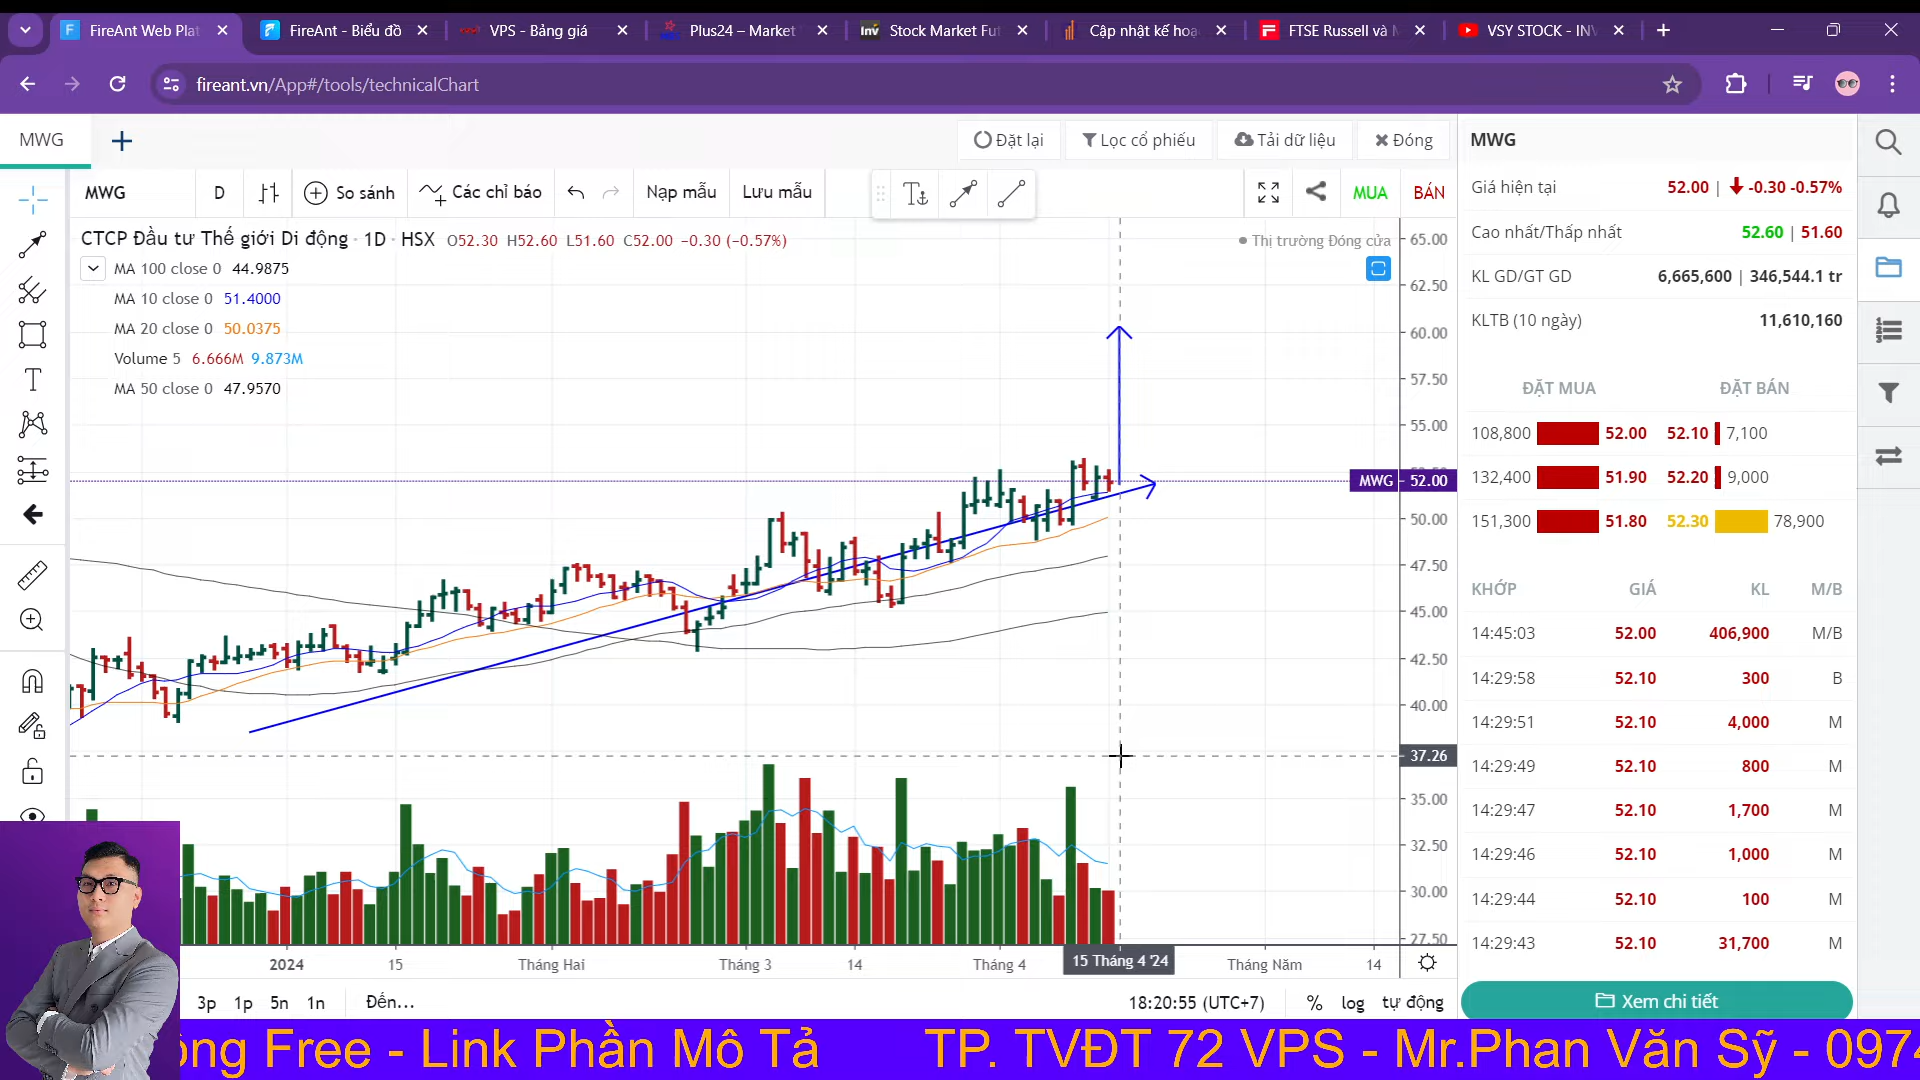 FireAnt Web Plat
FireAnt - Biểu đồ
VPS - Bảng giá
Plus24 – Market
Inv Stock Market Fut
Cập nhật kế hoạ
FTSE Russell và
VSY STOCK - INV
fireant.vn/App#/tools/technicalChart
MWG
Đặt lại
Lọc cổ phiếu
Tải dữ liệu
Đóng
MWG D So sánh Các chỉ báo Nạp mẫu Lưu mẫu MUA BÁN
CTCP Đầu tư Thế giới Di động · 1D · HSX O52.30 H52.60 L51.60 C52.00 −0.30 (−0.57%)
Thị trường Đóng cửa
MA 100 close 0 44.9875
MA 10 close 0 51.4000
MA 20 close 0 50.0375
Volume 5 6.666M 9.873M
MA 50 close 0 47.9570
65.00
62.50
60.00
57.50
55.00
MWG 52.00
50.00
47.50
45.00
42.50
40.00
37.26
35.00
32.50
30.00
27.50
2024 15 Tháng Hai Tháng 3 14 Tháng 4 15 Tháng 4 '24 Tháng Năm 14
3p 1p 5n 1n Đến...
18:20:55 (UTC+7) % log tự động
MWG
Giá hiện tại 52.00 | -0.30 -0.57%
Cao nhất/Thấp nhất 52.60 | 51.60
KL GD/GT GD 6,665,600 | 346,544.1 tr
KLTB (10 ngày) 11,610,160
ĐẶT MUA ĐẶT BÁN
108,800 52.00 52.10 7,100
132,400 51.90 52.20 9,000
151,300 51.80 52.30 78,900
KHỚP GIÁ KL M/B
14:45:03 52.00 406,900 M/B
14:29:58 52.10 300 B
14:29:51 52.10 4,000 M
14:29:49 52.10 800 M
14:29:47 52.10 1,700 M
14:29:46 52.10 1,000 M
14:29:44 52.10 100 M
14:29:43 52.10 31,700 M
Xem chi tiết
ông Free - Link Phần Mô Tả TP. TVĐT 72 VPS - Mr.Phan Văn Sỹ - 097